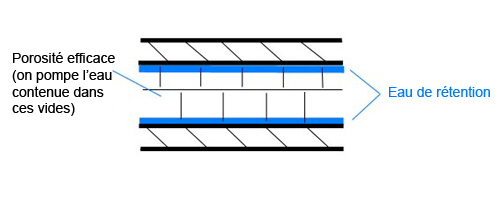 Porosité efficace
(on pompe l'eau
contenue dans
ces vides)
Eau de rétention